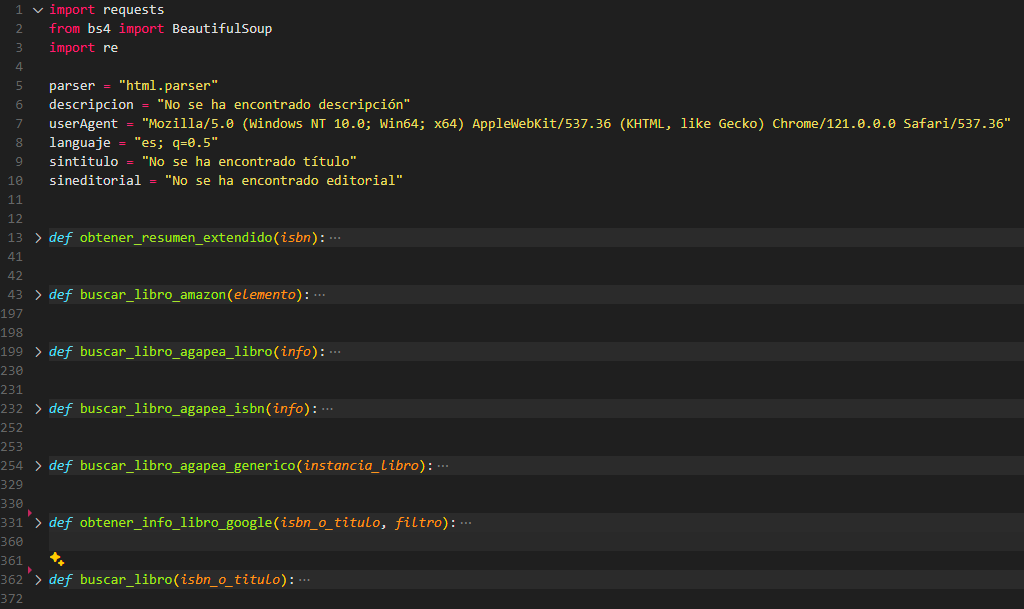 1 import requests
2 from bs4 import BeautifulSoup
3 import re
4
5 parser = "html.parser"
6 descripcion = "No se ha encontrado descripción"
7 userAgent = "Mozilla/5.0 (Windows NT 10.0; Win64; x64) AppleWebKit/537.36 (KHTML, like Gecko) Chrome/121.0.0.0 Safari/537.36"
8 languaje = "es; q=0.5"
9 sintitulo = "No se ha encontrado título"
10 sineditorial = "No se ha encontrado editorial"
11
12
13 def obtener_resumen_extendido(isbn):···
41
42
43 def buscar_libro_amazon(elemento):···
197
198
199 def buscar_libro_agapea_libro(info):···
230
231
232 def buscar_libro_agapea_isbn(info):···
252
253
254 def buscar_libro_agapea_generico(instancia_libro):···
329
330
331 def obtener_info_libro_google(isbn_o_titulo, filtro):···
360
361
362 def buscar_libro(isbn_o_titulo):···
372